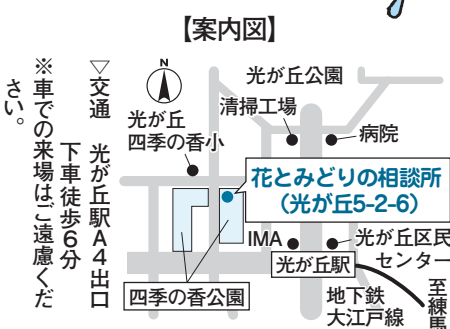 【案内図】
▽交通 光が丘駅A4出口
下車徒歩6分
※車での来場はご遠慮くだ
さい。
N
光が丘公園
清掃工場
病院
光が丘
四季の香小
花とみどりの相談所
(光が丘5-2-6)
IMA
光が丘区民
センター
光が丘駅
四季の香公園
地下鉄
大江戸線
至練馬